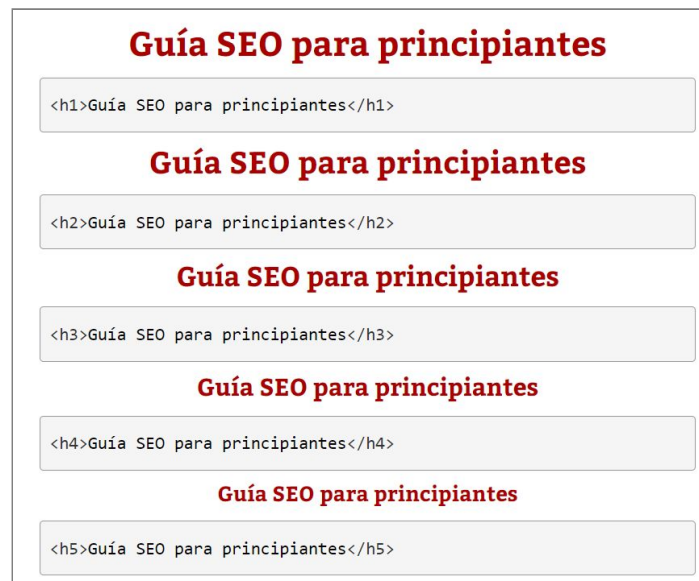 Guía SEO para principiantes
<h1>Guía SEO para principiantes</h1>
Guía SEO para principiantes
<h2>Guía SEO para principiantes</h2>
Guía SEO para principiantes
<h3>Guía SEO para principiantes</h3>
Guía SEO para principiantes
<h4>Guía SEO para principiantes</h4>
Guía SEO para principiantes
<h5>Guía SEO para principiantes</h5>